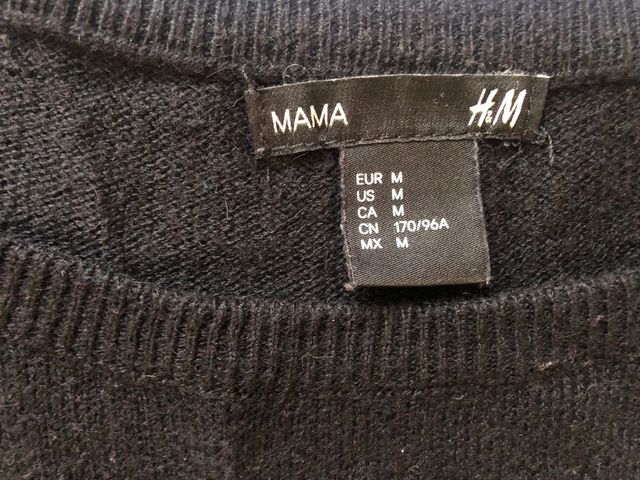 MAMA H&M
EUR M
US M
CA M
CN 170/96A
MX M